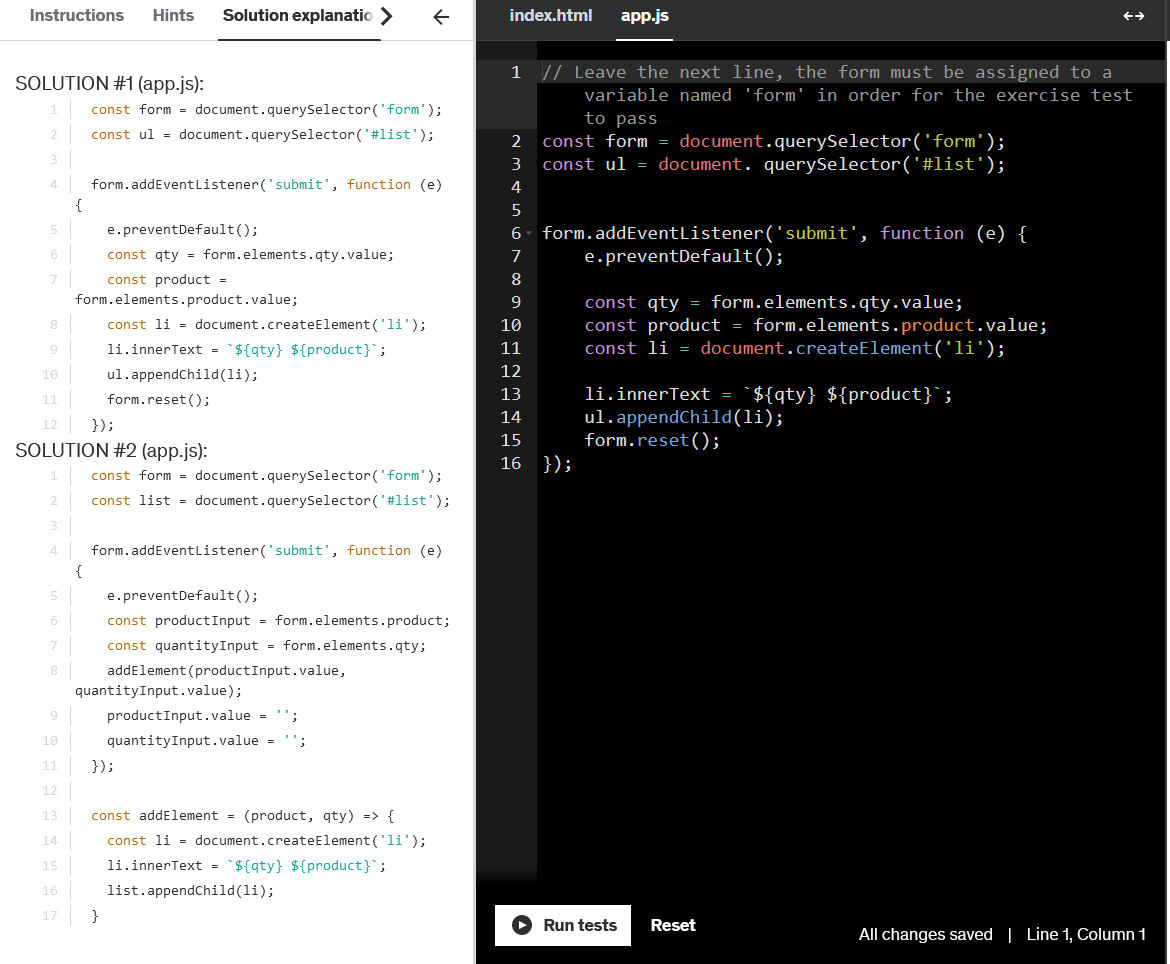 Instructions Hints Solution explanatio
SOLUTION #1 (app.js):
1 const form = document.querySelector('form');
2 const ul = document.querySelector('#list');
3
4 form.addEventListener('submit', function (e)
{
5 e.preventDefault();
6 const qty = form.elements.qty.value;
7 const product =
form.elements.product.value;
8 const li = document.createElement('li');
9 li.innerText = `${qty} ${product}`;
10 ul.appendChild(li);
11 form.reset();
12 });
SOLUTION #2 (app.js):
1 const form = document.querySelector('form');
2 const list = document.querySelector('#list');
3
4 form.addEventListener('submit', function (e)
{
5 e.preventDefault();
6 const productInput = form.elements.product;
7 const quantityInput = form.elements.qty;
8 addElement(productInput.value,
quantityInput.value);
9 productInput.value = '';
10 quantityInput.value = '';
11 });
12
13 const addElement = (product, qty) => {
14 const li = document.createElement('li');
15 li.innerText = `${qty} ${product}`;
16 list.appendChild(li);
17 }
index.html app.js
1 // Leave the next line, the form must be assigned to a
variable named 'form' in order for the exercise test
to pass
2 const form = document.querySelector('form');
3 const ul = document. querySelector('#list');
4
5
6 form.addEventListener('submit', function (e) {
7 e.preventDefault();
8
9 const qty = form.elements.qty.value;
10 const product = form.elements.product.value;
11 const li = document.createElement('li');
12
13 li.innerText = `${qty} ${product}`;
14 ul.appendChild(li);
15 form.reset();
16 });
Run tests Reset
All changes saved | Line 1, Column 1